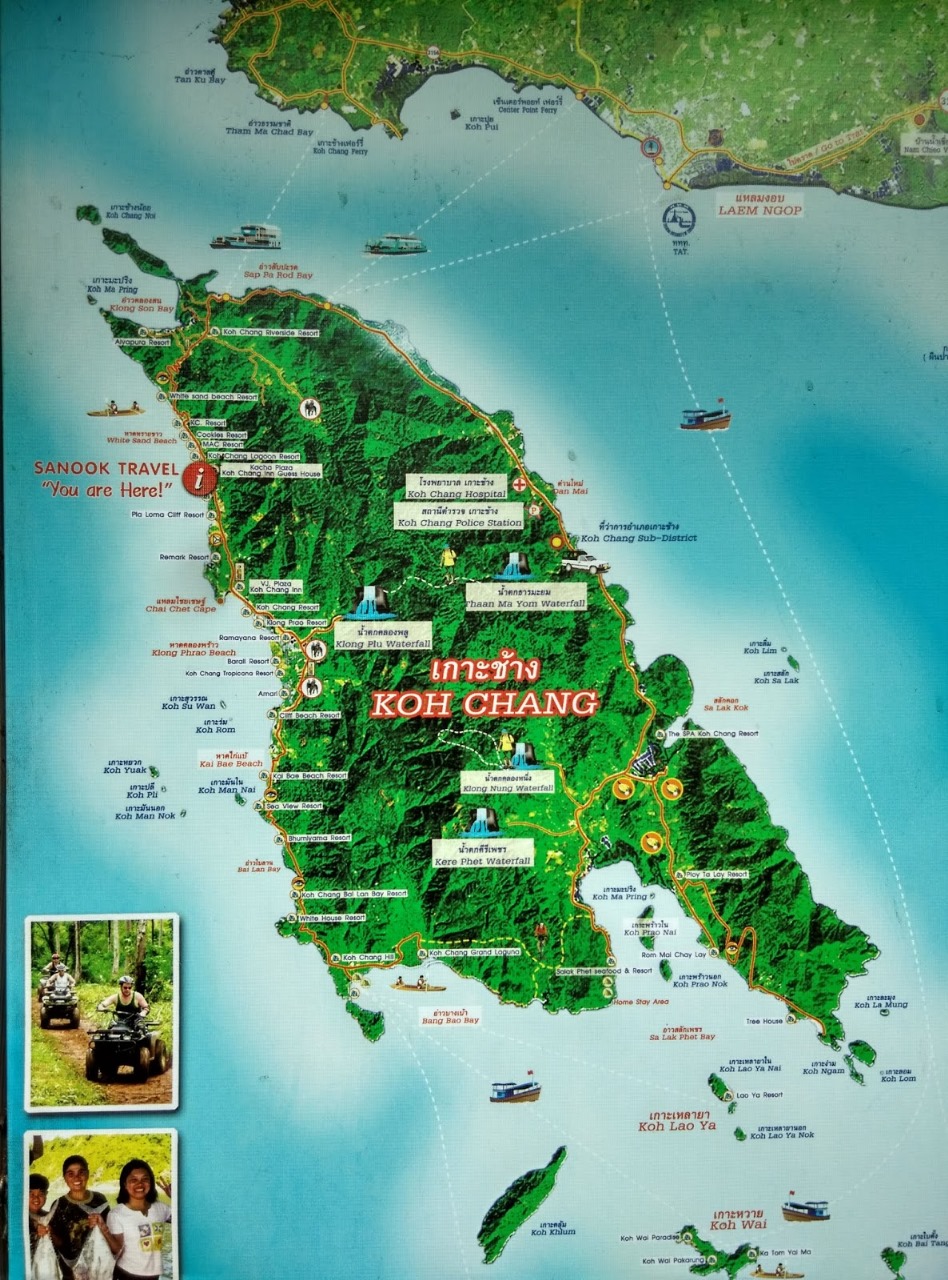 อ่าวตาลคู่
Tan Ku Bay
อ่าวธรรมชาติ
Tham Ma Chad Bay
เกาะช้างเฟอร์รี่
Koh Chang Ferry
เกาะปุย
Koh Pui
เซ็นเตอร์พอยท์ เฟอร์รี่
Center Point Ferry
ไปตราด / GO TO TRAT
แหลมงอบ
LAEM NGOP
ททท.
TAT.
เกาะช้างน้อย
Koh Chang Noi
อ่าวสับปะรด
Sap Pa Rod Bay
เกาะมะปริง
Koh Ma Pring
อ่าวคลองสน
Klong Son Bay
Aiyapura Resort
Koh Chang Riverside Resort
White sand beach Resort
KC. Resort
Cookies Resort
MAC Resort
หาดทรายขาว
White Sand Beach
Koh Chang Lagoon Resort
Kacha Plaza
Koh Chang Inn Guess House
SANOOK TRAVEL
"You are Here!"
i
Pla Loma Cliff Resort
Remark Resort
V.J. Plaza
Koh Chang Inn
แหลมไชยเชษฐ์
Chai Chet Cape
Koh Chang Resort
Klong Prao Resort
Ramayana Resort
หาดคลองพร้าว
Klong Phrao Beach
Barali Resort
Koh Chang Tropicana Resort
Amari
Cliff Beach Resort
โรงพยาบาล เกาะช้าง
Koh Chang Hospital
สถานีตำรวจ เกาะช้าง
Koh Chang Police Station
P
ด่านใหม่
Dan Mai
ที่ว่าการอำเภอเกาะช้าง
Koh Chang Sub-District
น้ำตกธารมะยม
Thaan Ma Yom Waterfall
น้ำตกคลองพลู
Klong Plu Waterfall
เกาะช้าง
KOH CHANG
เกาะลิ่ม
Koh Lim
เกาะสลัก
Koh Sa Lak
สลักคอก
Sa Lak Kok
The SPA Koh Chang Resort
เกาะสุวรรณ
Koh Su Wan
เกาะร่ม
Koh Rom
หาดไก่แบ้
Kai Bae Beach
เกาะหยวก
Koh Yuak
เกาะปลี
Koh Pli
เกาะมันใน
Koh Man Nai
เกาะมันนอก
Koh Man Nok
Kai Bae Beach Resort
Sea View Resort
Bhumiyama Resort
น้ำตกคลองหนึ่ง
Klong Nung Waterfall
น้ำตกคีรีเพชร
Kere Phet Waterfall
อ่าวใบลาน
Bai Lan Bay
Koh Chang Bai Lan Bay Resort
White House Resort
Koh Chang Hill
Koh Chang Grand Laguna
Ploy Ta Lay Resort
เกาะมะปริง
Koh Ma Pring
เกาะพร้าวใน
Koh Prao Nai
Rom Mai Chay Lay
เกาะพร้าวนอก
Koh Prao Nok
Salak Phet seafood & Resort
Home Stay Area
อ่าวบางเบ้า
Bang Bao Bay
อ่าวสลักเพชร
Sa Lak Phet Bay
Tree House
เกาะละมุง
Koh La Mung
เกาะง่าม
Koh Ngam
เกาะลอม
Koh Lom
เกาะเหลายาใน
Koh Lao Ya Nai
Lao Ya Resort
เกาะเหลายา
Koh Lao Ya
เกาะเหลายานอก
Koh Lao Ya Nok
เกาะคลุ้ม
Koh Khlum
เกาะหวาย
Koh Wai
Koh Wai Paradise
Koh Wai Pakarung
Ko Tom Yai Ma